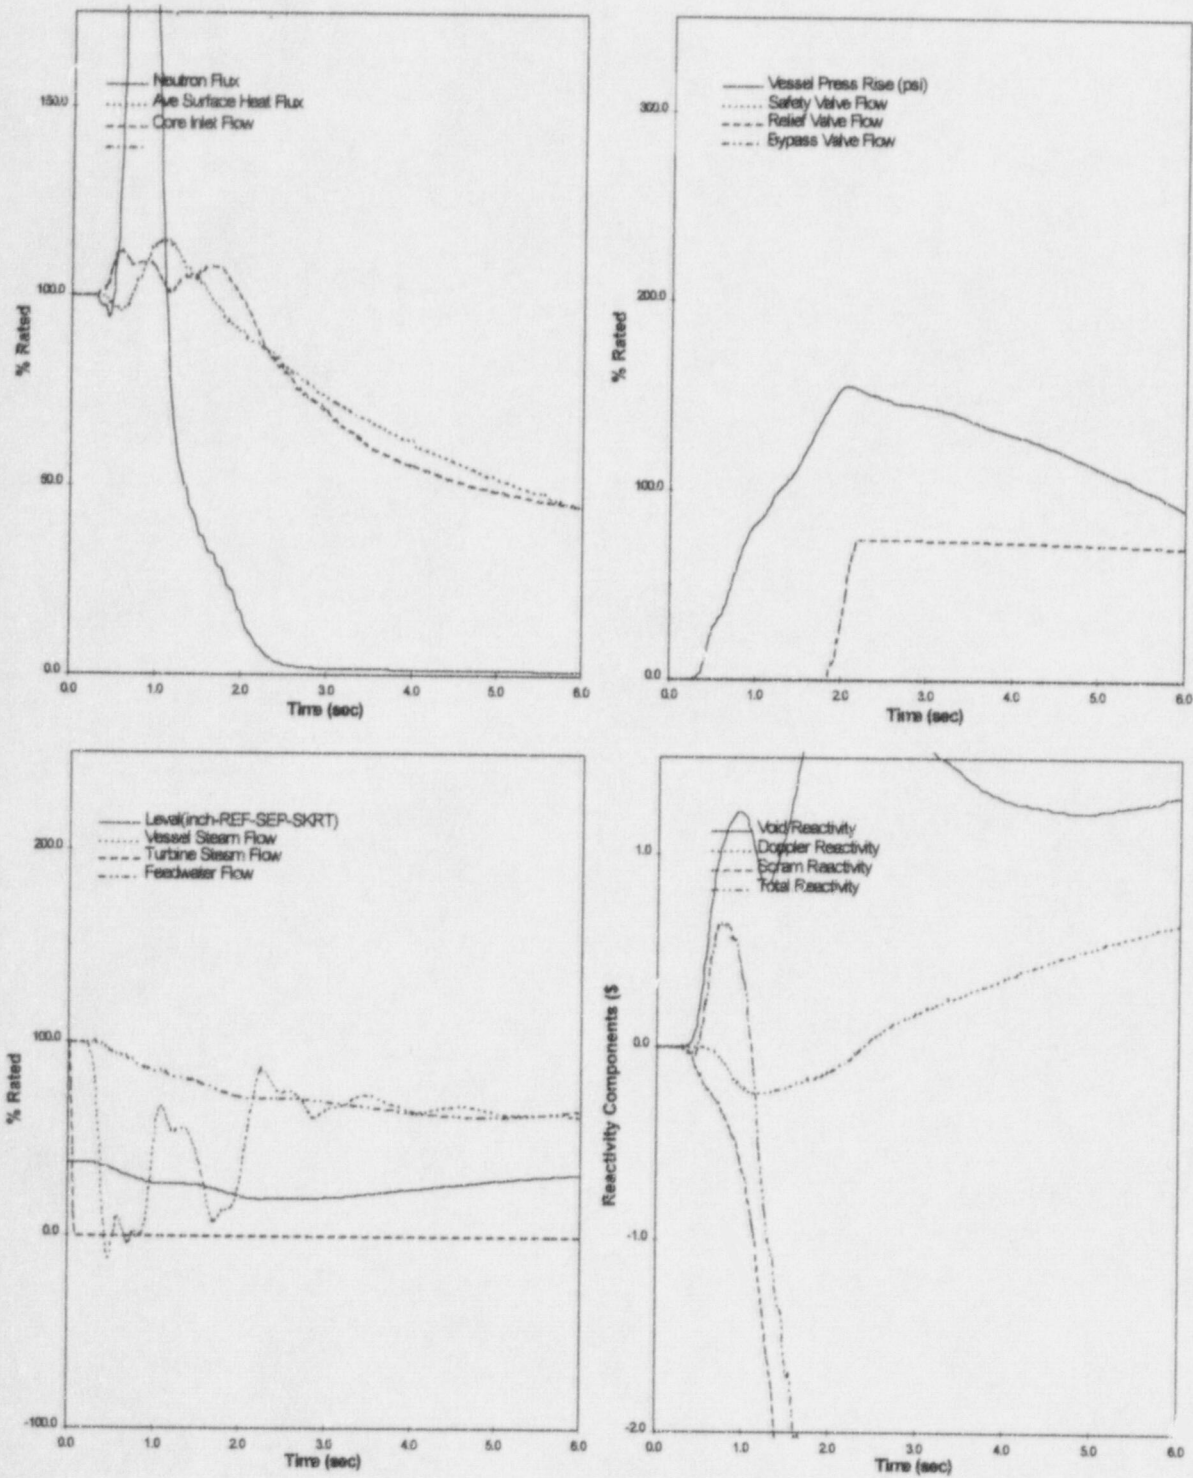 Neutron Flux
Ave Surface Heat Flux
Core Inlet Flow
150.0
100.0
50.0
0.0
% Rated
0.0 1.0 2.0 3.0 4.0 5.0 6.0
Time (sec)
Vessel Press Rise (psi)
Safety Valve Flow
Relief Valve Flow
Bypass Valve Flow
300.0
200.0
100.0
0.0
% Rated
0.0 1.0 2.0 3.0 4.0 5.0 6.0
Time (sec)
Level(inch-REF-SEP-SKRT)
Vessel Steam Flow
Turbine Steam Flow
Feedwater Flow
200.0
100.0
0.0
-100.0
% Rated
0.0 1.0 2.0 3.0 4.0 5.0 6.0
Time (sec)
Void Reactivity
Doppler Reactivity
Scram Reactivity
Total Reactivity
1.0
0.0
-1.0
-2.0
Reactivity Components ($
0.0 1.0 2.0 3.0 4.0 5.0 6.0
Time (sec)